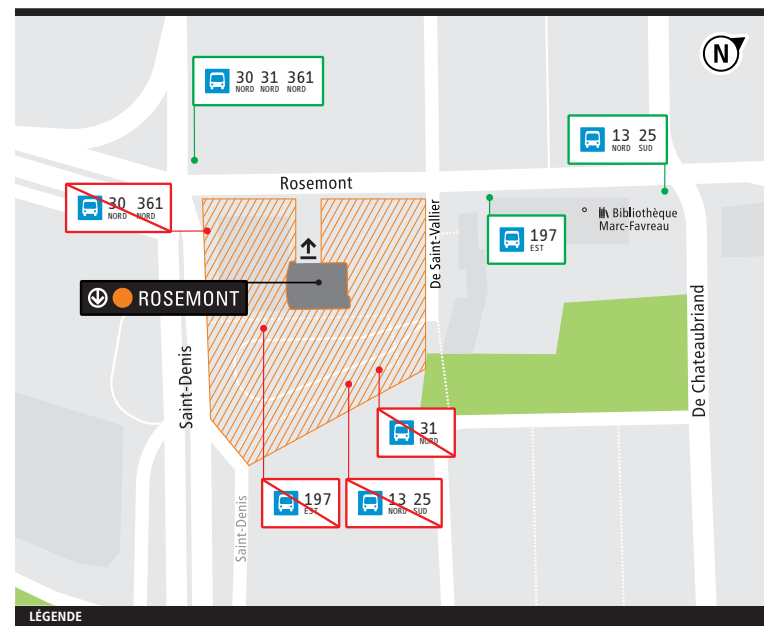 N
30 31 361
NORD NORD NORD
13 25
NORD SUD
Rosemont
30 361
NORD NORD
De Saint-Vallier
Bibliothèque
Marc-Favreau
197
EST
ROSEMONT
Saint-Denis
De Chateaubriand
31
NORD
197
EST
13 25
NORD SUD
Saint-Denis
LÉGENDE